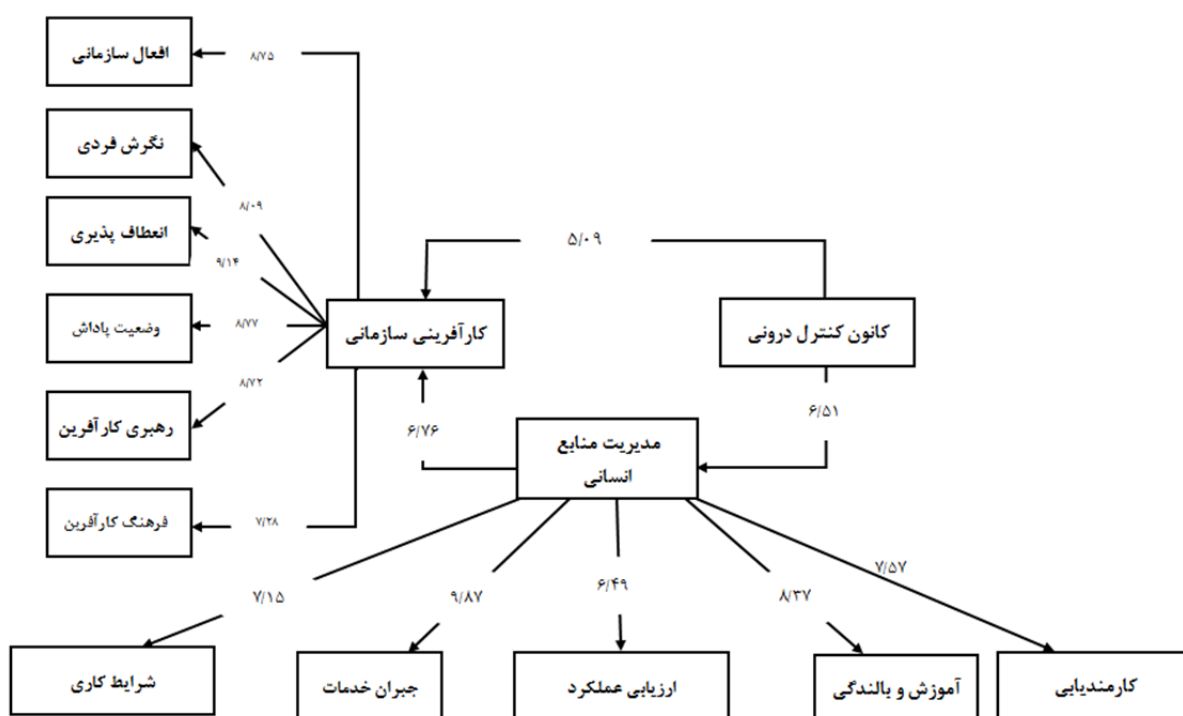 افعال سازمانی
۸/۷۵
نگرش فردی
۸/۰۹
انعطاف پذیری
۹/۱۴
۵/۰۹
وضعیت پاداش
۸/۷۷
کارآفرینی سازمانی
کانون کنترل درونی
۸/۷۲
رهبری کارآفرین
۶/۷۶
۶/۵۱
مدیریت منابع
انسانی
فرهنگ کارآفرین
۷/۲۸
۷/۵۷
۸/۳۷
۶/۴۹
۹/۸۷
۷/۱۵
کارمندیابی
آموزش و بالندگی
ارزیابی عملکرد
جبران خدمات
شرایط کاری